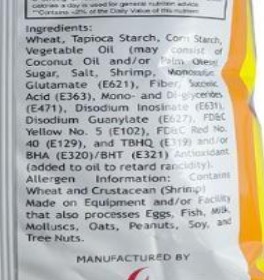 calories a day is used for general nutrition advice
**Contains <2% of the Daily Value of this nutrient
Ingredients:
Wheat, Tapioca Starch, Corn Starch,
Vegetable Oil (may consist of
Coconut Oil and/or Palm Olein)
Sugar, Salt, Shrimp, Monosodium
Glutamate (E621), Fiber, Succinic
Acid (E363), Mono- and Di-glycerides
(E471), Disodium Inosinate (E631),
Disodium Guanylate (E627), FD&C
Yellow No. 5 (E102), FD&C Red No.
40 (E129), and TBHQ (E319) and/or
BHA (E320)/BHT (E321) Antioxidant
(added to oil to retard rancidity).
Allergen Information: Contains
Wheat and Crustacean (Shrimp)
Made on Equipment and/or Facility
that also processes Eggs, Fish, Milk,
Molluscs, Oats, Peanuts, Soy, and
Tree Nuts.
MANUFACTURED BY